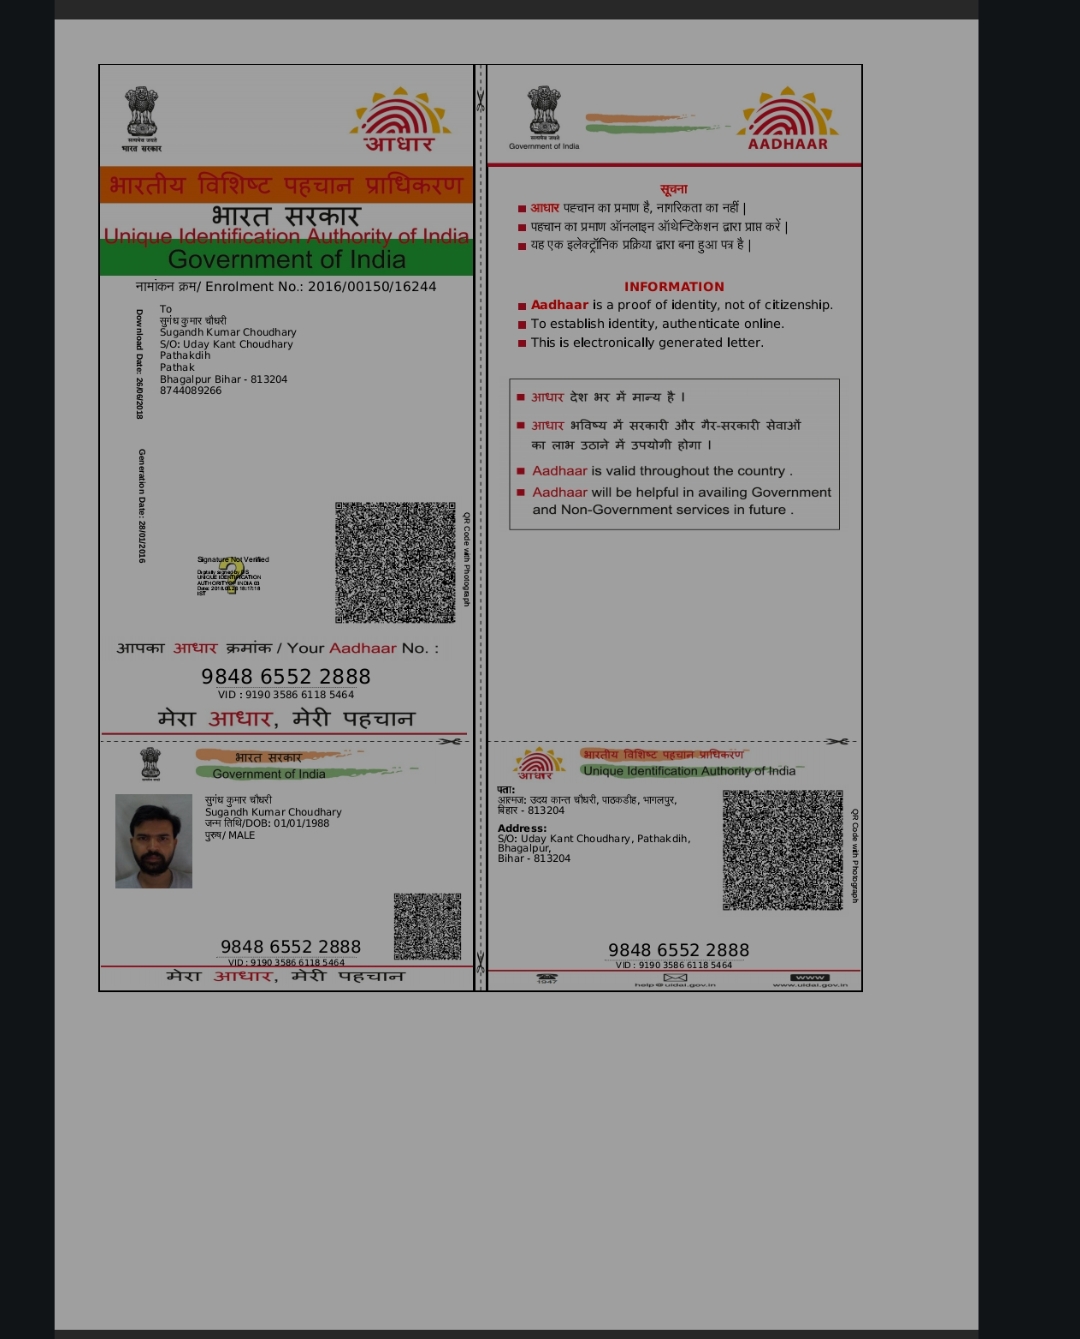 भारत सरकार
आधार
भारतीय विशिष्ट पहचान प्राधिकरण
भारत सरकार
Unique Identification Authority of India
Government of India
नामांकन क्रम/ Enrolment No.: 2016/00150/16244
To
सुगंध कुमार चौधरी
Sugandh Kumar Choudhary
S/O: Uday Kant Choudhary
Pathakdih
Pathak
Bhagalpur Bihar - 813204
8744089266
Download Date: 26/06/2018
Generation Date: 28/01/2016
Signature Not Verified
Digitally signed by DS
UNIQUE IDENTIFICATION
AUTHORITY OF INDIA 03
IST
QR Code with Photograph
आपका आधार क्रमांक / Your Aadhaar No. :
9848 6552 2888
VID : 9190 3586 6118 5464
मेरा आधार, मेरी पहचान
Government of India
AADHAAR
सूचना
आधार पहचान का प्रमाण है, नागरिकता का नहीं |
पहचान का प्रमाण ऑनलाइन ऑथेन्टिकेशन द्वारा प्राप्त करें |
यह एक इलेक्ट्रॉनिक प्रक्रिया द्वारा बना हुआ पत्र है |
INFORMATION
Aadhaar is a proof of identity, not of citizenship.
To establish identity, authenticate online.
This is electronically generated letter.
आधार देश भर में मान्य है ।
आधार भविष्य में सरकारी और गैर-सरकारी सेवाओं
का लाभ उठाने में उपयोगी होगा ।
Aadhaar is valid throughout the country .
Aadhaar will be helpful in availing Government
and Non-Government services in future .
भारत सरकार
Government of India
सुगंध कुमार चौधरी
Sugandh Kumar Choudhary
जन्म तिथि/DOB: 01/01/1988
पुरुष/ MALE
9848 6552 2888
VID : 9190 3586 6118 5464
मेरा आधार, मेरी पहचान
आधार
भारतीय विशिष्ट पहचान प्राधिकरण
Unique Identification Authority of India
पता:
आत्मज: उदय कान्त चौधरी, पाठकडीह, भागलपुर,
बिहार - 813204
Address:
S/O: Uday Kant Choudhary, Pathakdih,
Bhagalpur,
Bihar - 813204
QR Code with Photograph
9848 6552 2888
VID : 9190 3586 6118 5464
1947
help@uidai.gov.in
www
www.uidai.gov.in